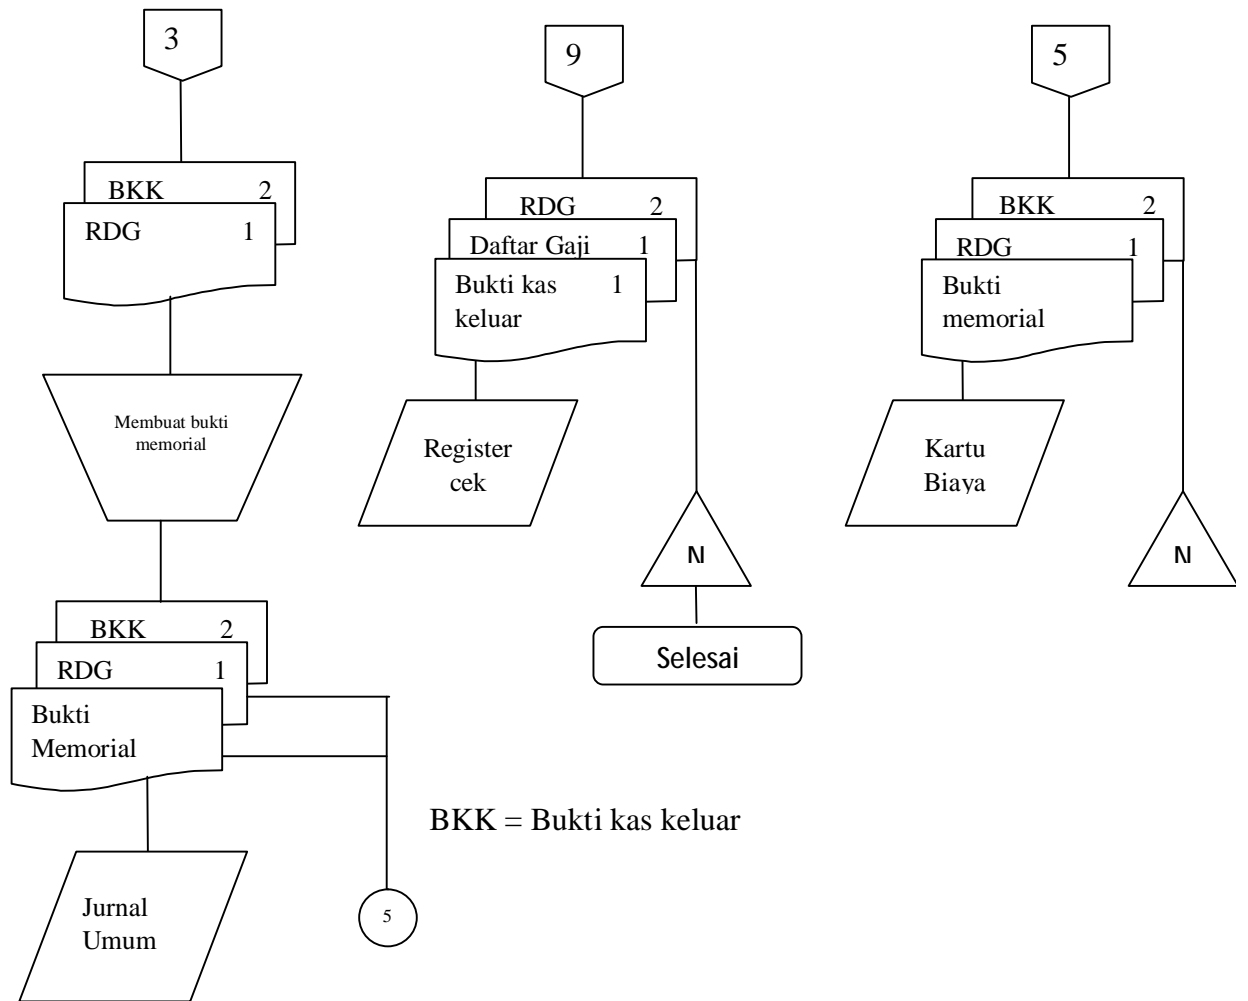 3
BKK 2
RDG 1
Membuat bukti
memorial
BKK 2
RDG 1
Bukti
Memorial
Jurnal
Umum
5
9
RDG 2
Daftar Gaji 1
Bukti kas 1
keluar
Register
cek
N
Selesai
BKK = Bukti kas keluar
5
BKK 2
RDG 1
Bukti
memorial
Kartu
Biaya
N